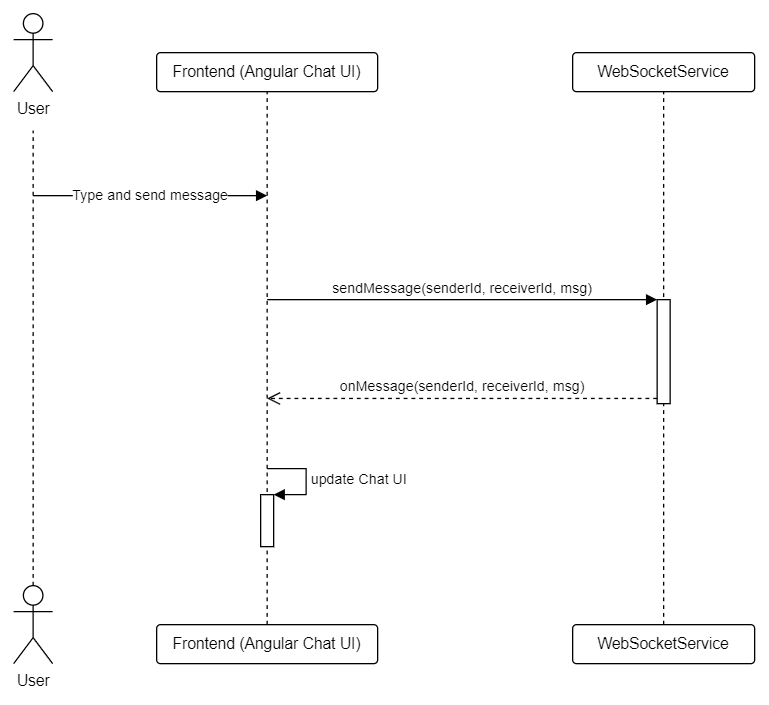 User
Frontend (Angular Chat UI)
WebSocketService
Type and send message
sendMessage(senderId, receiverId, msg)
onMessage(senderId, receiverId, msg)
update Chat UI
User
Frontend (Angular Chat UI)
WebSocketService